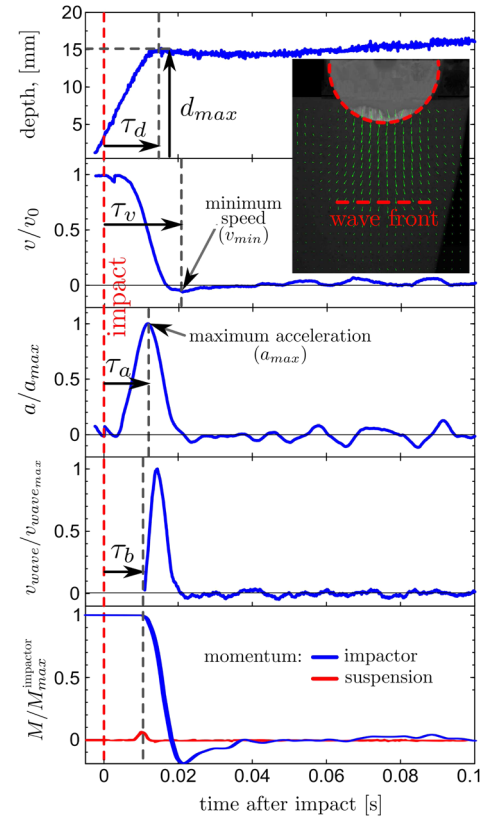 20
15
10
5
depth, [mm]
τ_d
d_max
wave front
1
0.5
0
v/v_0
τ_v
minimum
speed
(v_min)
impact
1
0.5
0
a/a_max
τ_a
maximum acceleration
(a_max)
1
0.5
0
v_wave/v_wave_max
τ_b
1
0.5
0
M/M_max^impactor
momentum: impactor
suspension
0 0.02 0.04 0.06 0.08 0.1
time after impact [s]